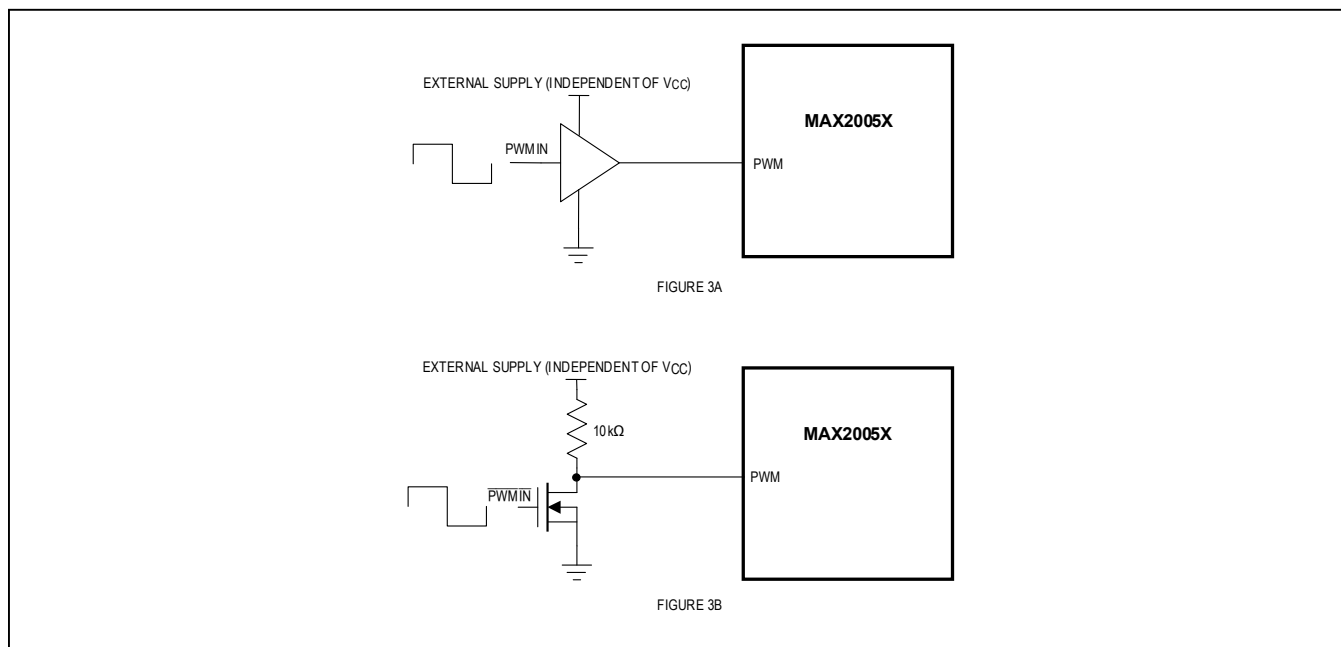 EXTERNAL SUPPLY (INDEPENDENT OF VCC)
MAX2005X
PWMIN
PWM
FIGURE 3A
EXTERNAL SUPPLY (INDEPENDENT OF VCC)
10kΩ
MAX2005X
PWM
P̅W̅M̅I̅N̅
FIGURE 3B